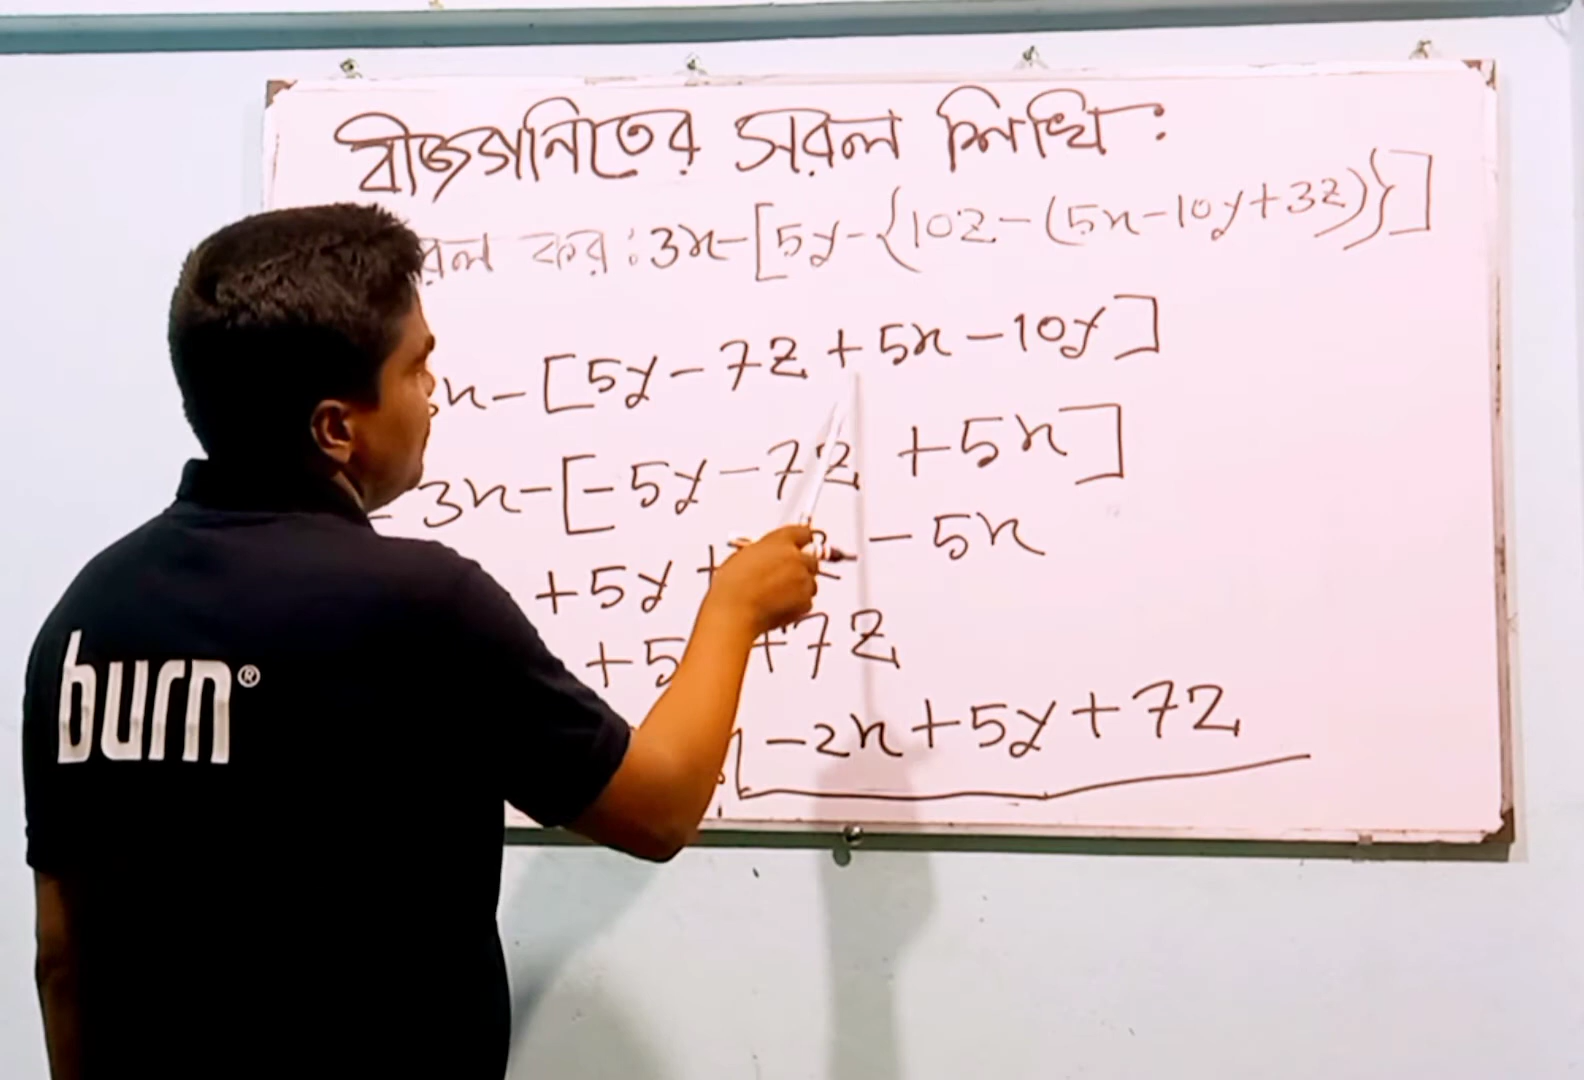 বীজগনিতের সরল শিখি:
কর: 3x-[5y-{10z-(5x-10y+3z)}]
x-[5y-7z+5x-10y]
3x-[-5y-7z+5x]
+5y+ -5x
+5 +7z
-2x+5y+7z
burn®